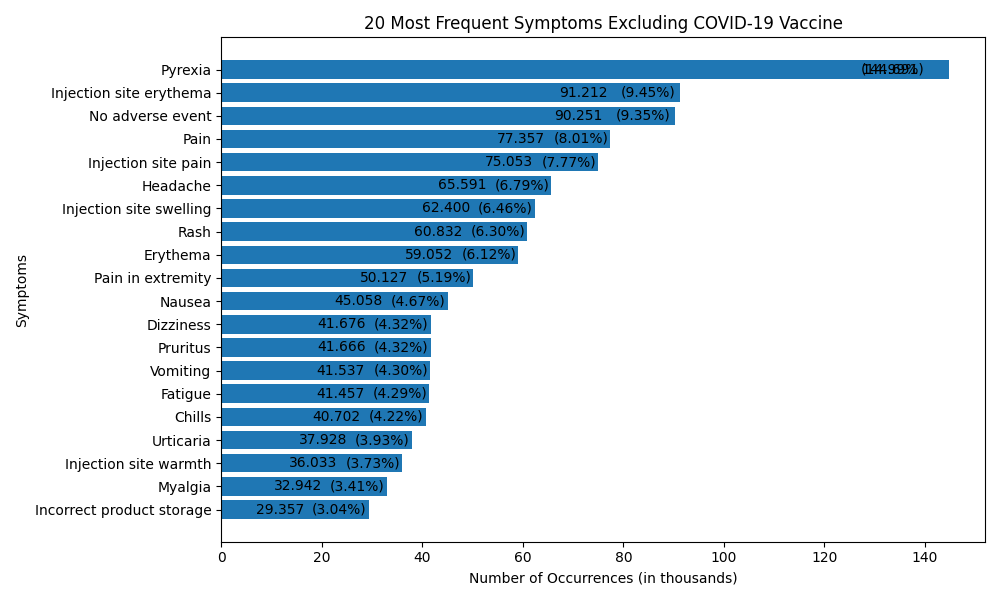 20 Most Frequent Symptoms Excluding COVID-19 Vaccine
Symptoms
Pyrexia
Injection site erythema 91.212 (9.45%)
No adverse event 90.251 (9.35%)
Pain 77.357 (8.01%)
Injection site pain 75.053 (7.77%)
Headache 65.591 (6.79%)
Injection site swelling 62.400 (6.46%)
Rash 60.832 (6.30%)
Erythema 59.052 (6.12%)
Pain in extremity 50.127 (5.19%)
Nausea 45.058 (4.67%)
Dizziness 41.676 (4.32%)
Pruritus 41.666 (4.32%)
Vomiting 41.537 (4.30%)
Fatigue 41.457 (4.29%)
Chills 40.702 (4.22%)
Urticaria 37.928 (3.93%)
Injection site warmth 36.033 (3.73%)
Myalgia 32.942 (3.41%)
Incorrect product storage 29.357 (3.04%)
0 20 40 60 80 100 120 140
Number of Occurrences (in thousands)